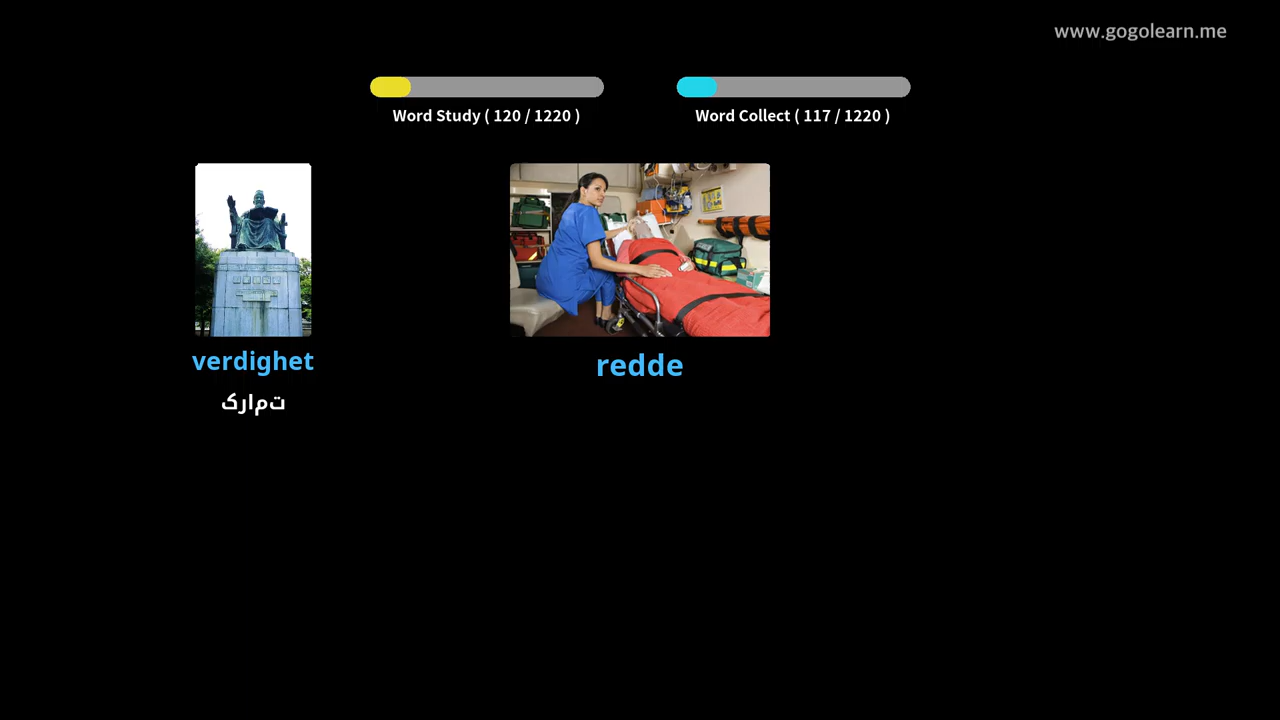 www.gogolearn.me
Word Study ( 120 / 1220 )
Word Collect ( 117 / 1220 )
verdighet
تمارک
redde